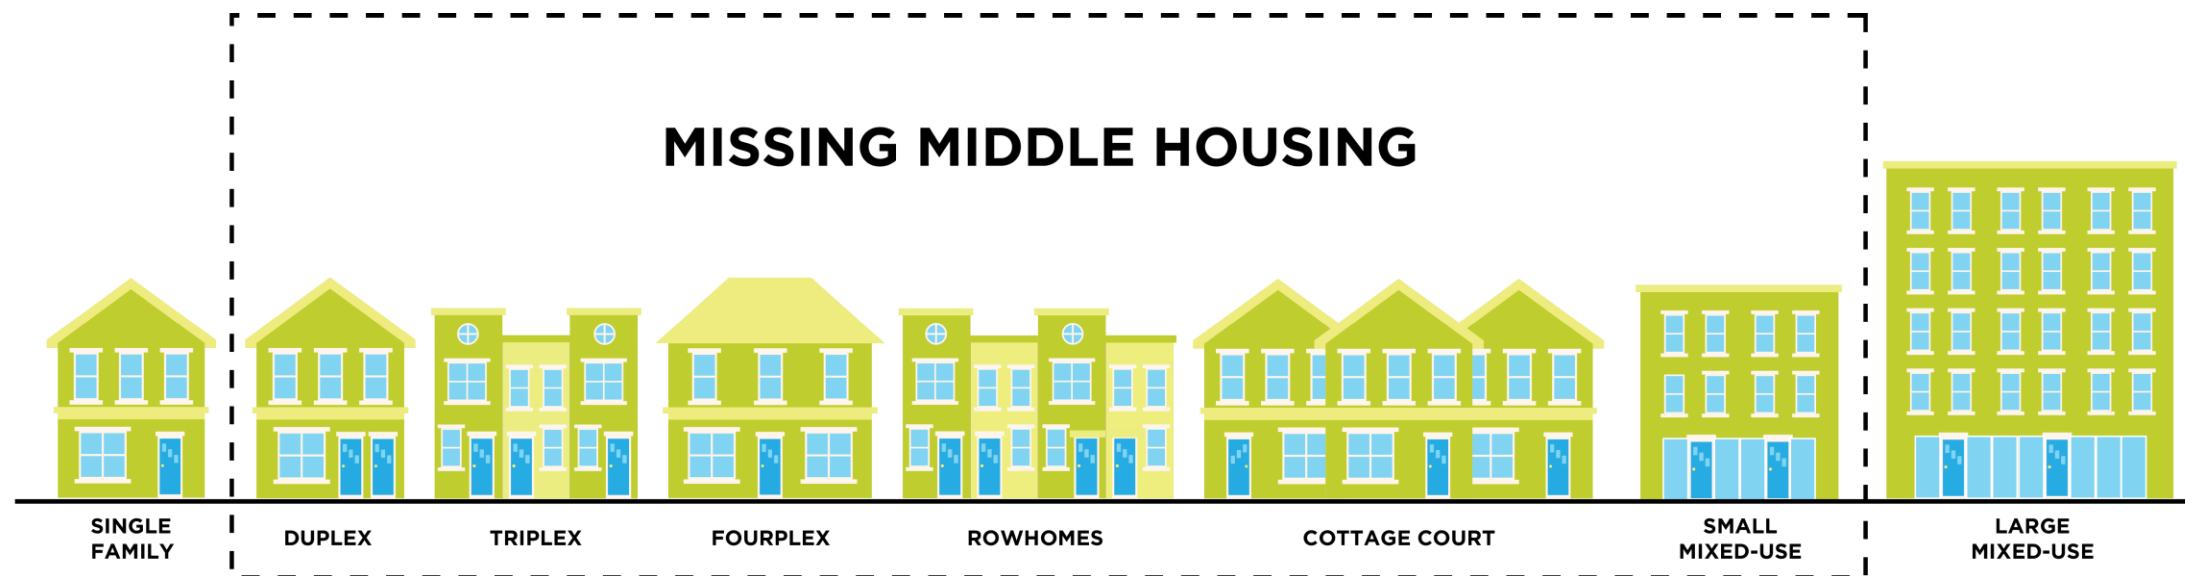 MISSING MIDDLE HOUSING
SINGLE
FAMILY
DUPLEX
TRIPLEX
FOURPLEX
ROWHOMES
COTTAGE COURT
SMALL
MIXED-USE
LARGE
MIXED-USE